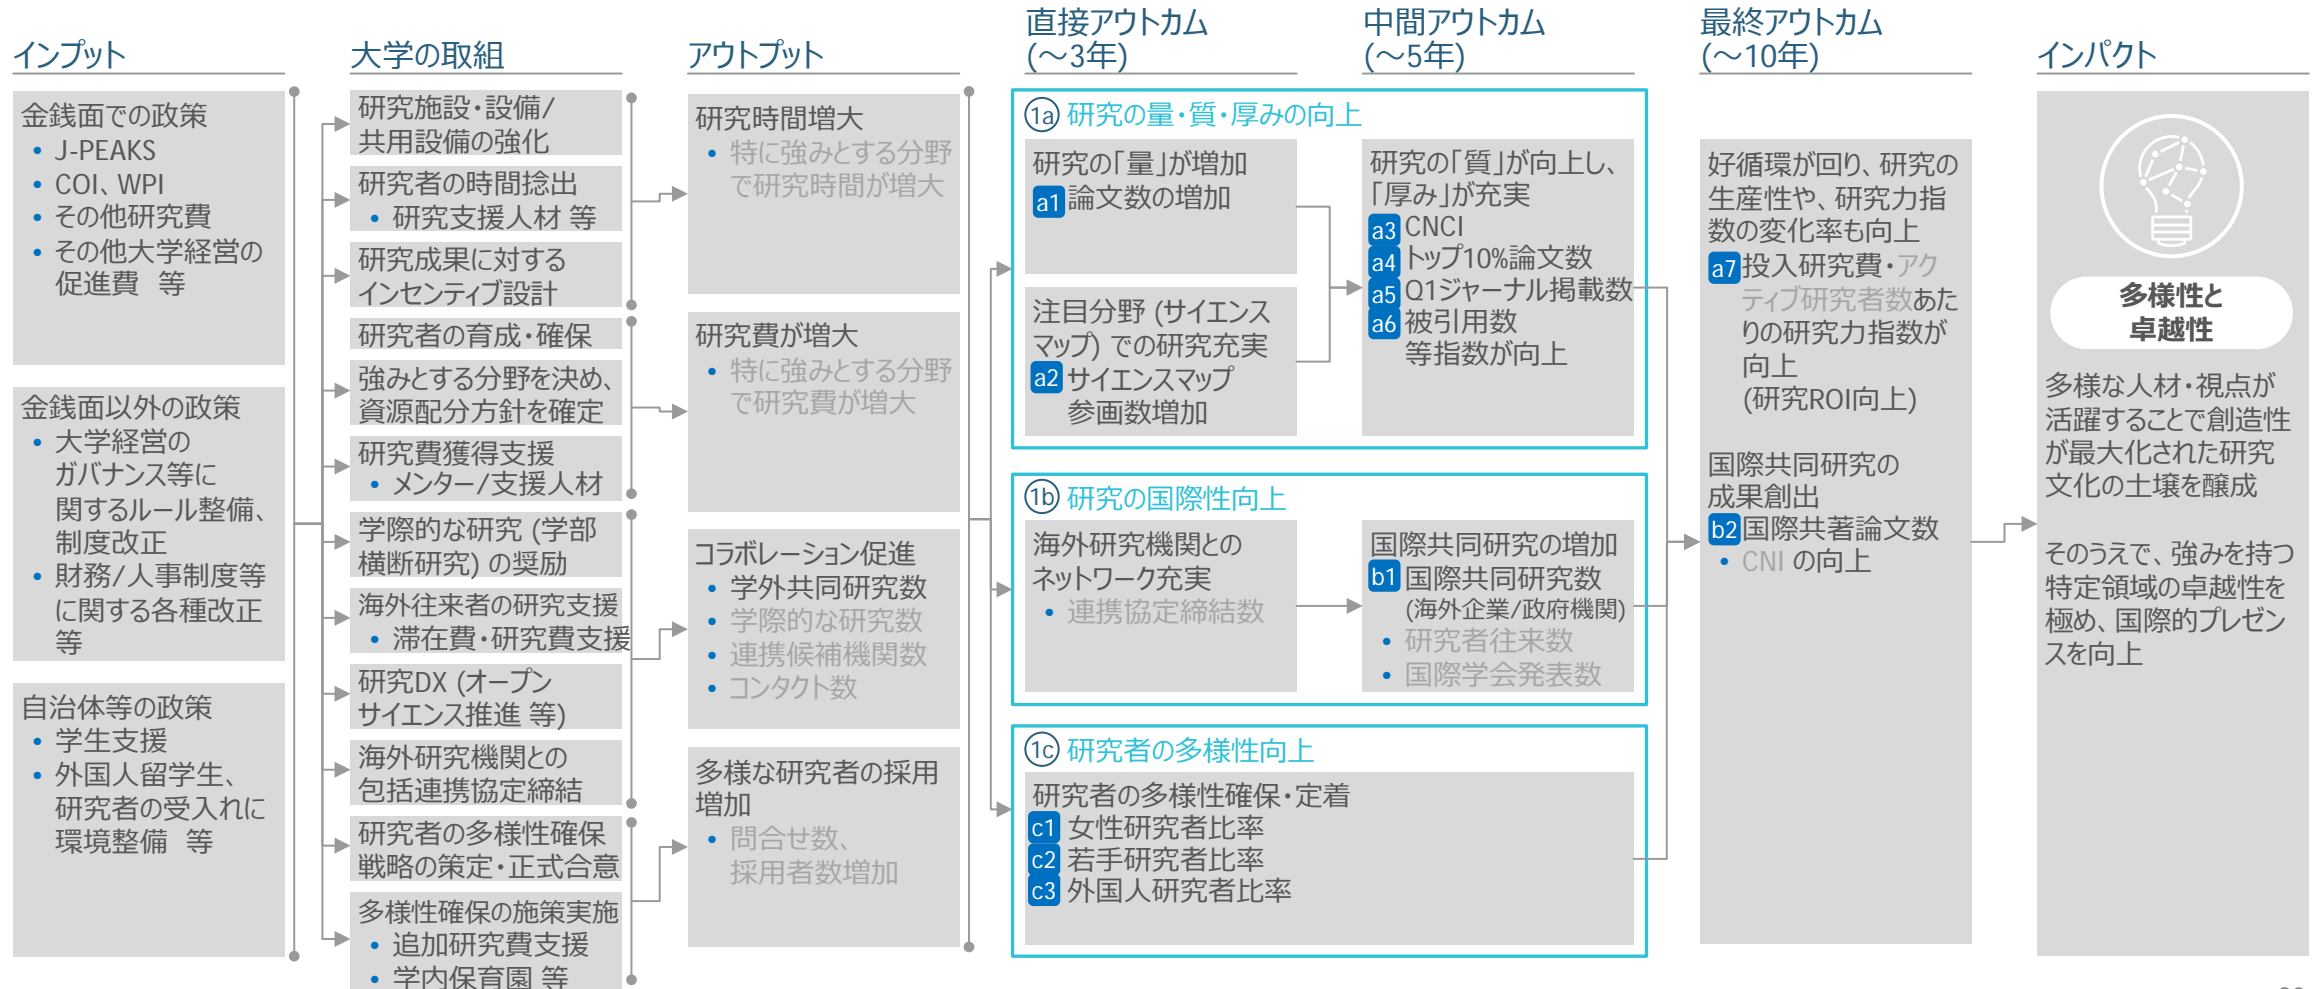 インプット
金銭面での政策
• J-PEAKS
• COI、WPI
• その他研究費
• その他大学経営の
促進費 等
金銭面以外の政策
• 大学経営の
ガバナンス等に
関するルール整備、
制度改正
• 財務/人事制度等
に関する各種改正
等
自治体等の政策
• 学生支援
• 外国人留学生、
研究者の受入れに
環境整備 等
大学の取組
研究施設・設備/
共用設備の強化
研究者の時間捻出
• 研究支援人材 等
研究成果に対する
インセンティブ設計
研究者の育成・確保
強みとする分野を決め、
資源配分方針を確定
研究費獲得支援
• メンター/支援人材
学際的な研究 (学部
横断研究) の奨励
海外往来者の研究支援
• 滞在費・研究費支援
研究DX (オープン
サイエンス推進 等)
海外研究機関との
包括連携協定締結
研究者の多様性確保
戦略の策定・正式合意
多様性確保の施策実施
• 追加研究費支援
• 学内保育園 等
アウトプット
研究時間増大
• 特に強みとする分野
で研究時間が増大
研究費が増大
• 特に強みとする分野
で研究費が増大
コラボレーション促進
• 学外共同研究数
• 学際的な研究数
• 連携候補機関数
• コンタクト数
多様な研究者の採用
増加
• 問合せ数、
採用者数増加
直接アウトカム
(～3年)
中間アウトカム
(～5年)
1a 研究の量・質・厚みの向上
研究の「量」が増加
a1 論文数の増加
注目分野 (サイエンス
マップ) での研究充実
a2 サイエンスマップ
参画数増加
研究の「質」が向上し、
「厚み」が充実
a3 CNCI
a4 トップ10%論文数
a5 Q1ジャーナル掲載数
a6 被引用数
等指数が向上
1b 研究の国際性向上
海外研究機関との
ネットワーク充実
• 連携協定締結数
国際共同研究の増加
b1 国際共同研究数
(海外企業/政府機関)
• 研究者往来数
• 国際学会発表数
1c 研究者の多様性向上
研究者の多様性確保・定着
c1 女性研究者比率
c2 若手研究者比率
c3 外国人研究者比率
最終アウトカム
(～10年)
好循環が回り、研究の
生産性や、研究力指
数の変化率も向上
a7 投入研究費・アク
ティブ研究者数あた
りの研究力指数が
向上
(研究ROI向上)
国際共同研究の
成果創出
b2 国際共著論文数
• CNI の向上
インパクト
多様性と
卓越性
多様な人材・視点が
活躍することで創造性
が最大化された研究
文化の土壌を醸成
そのうえで、強みを持つ
特定領域の卓越性を
極め、国際的プレゼン
スを向上